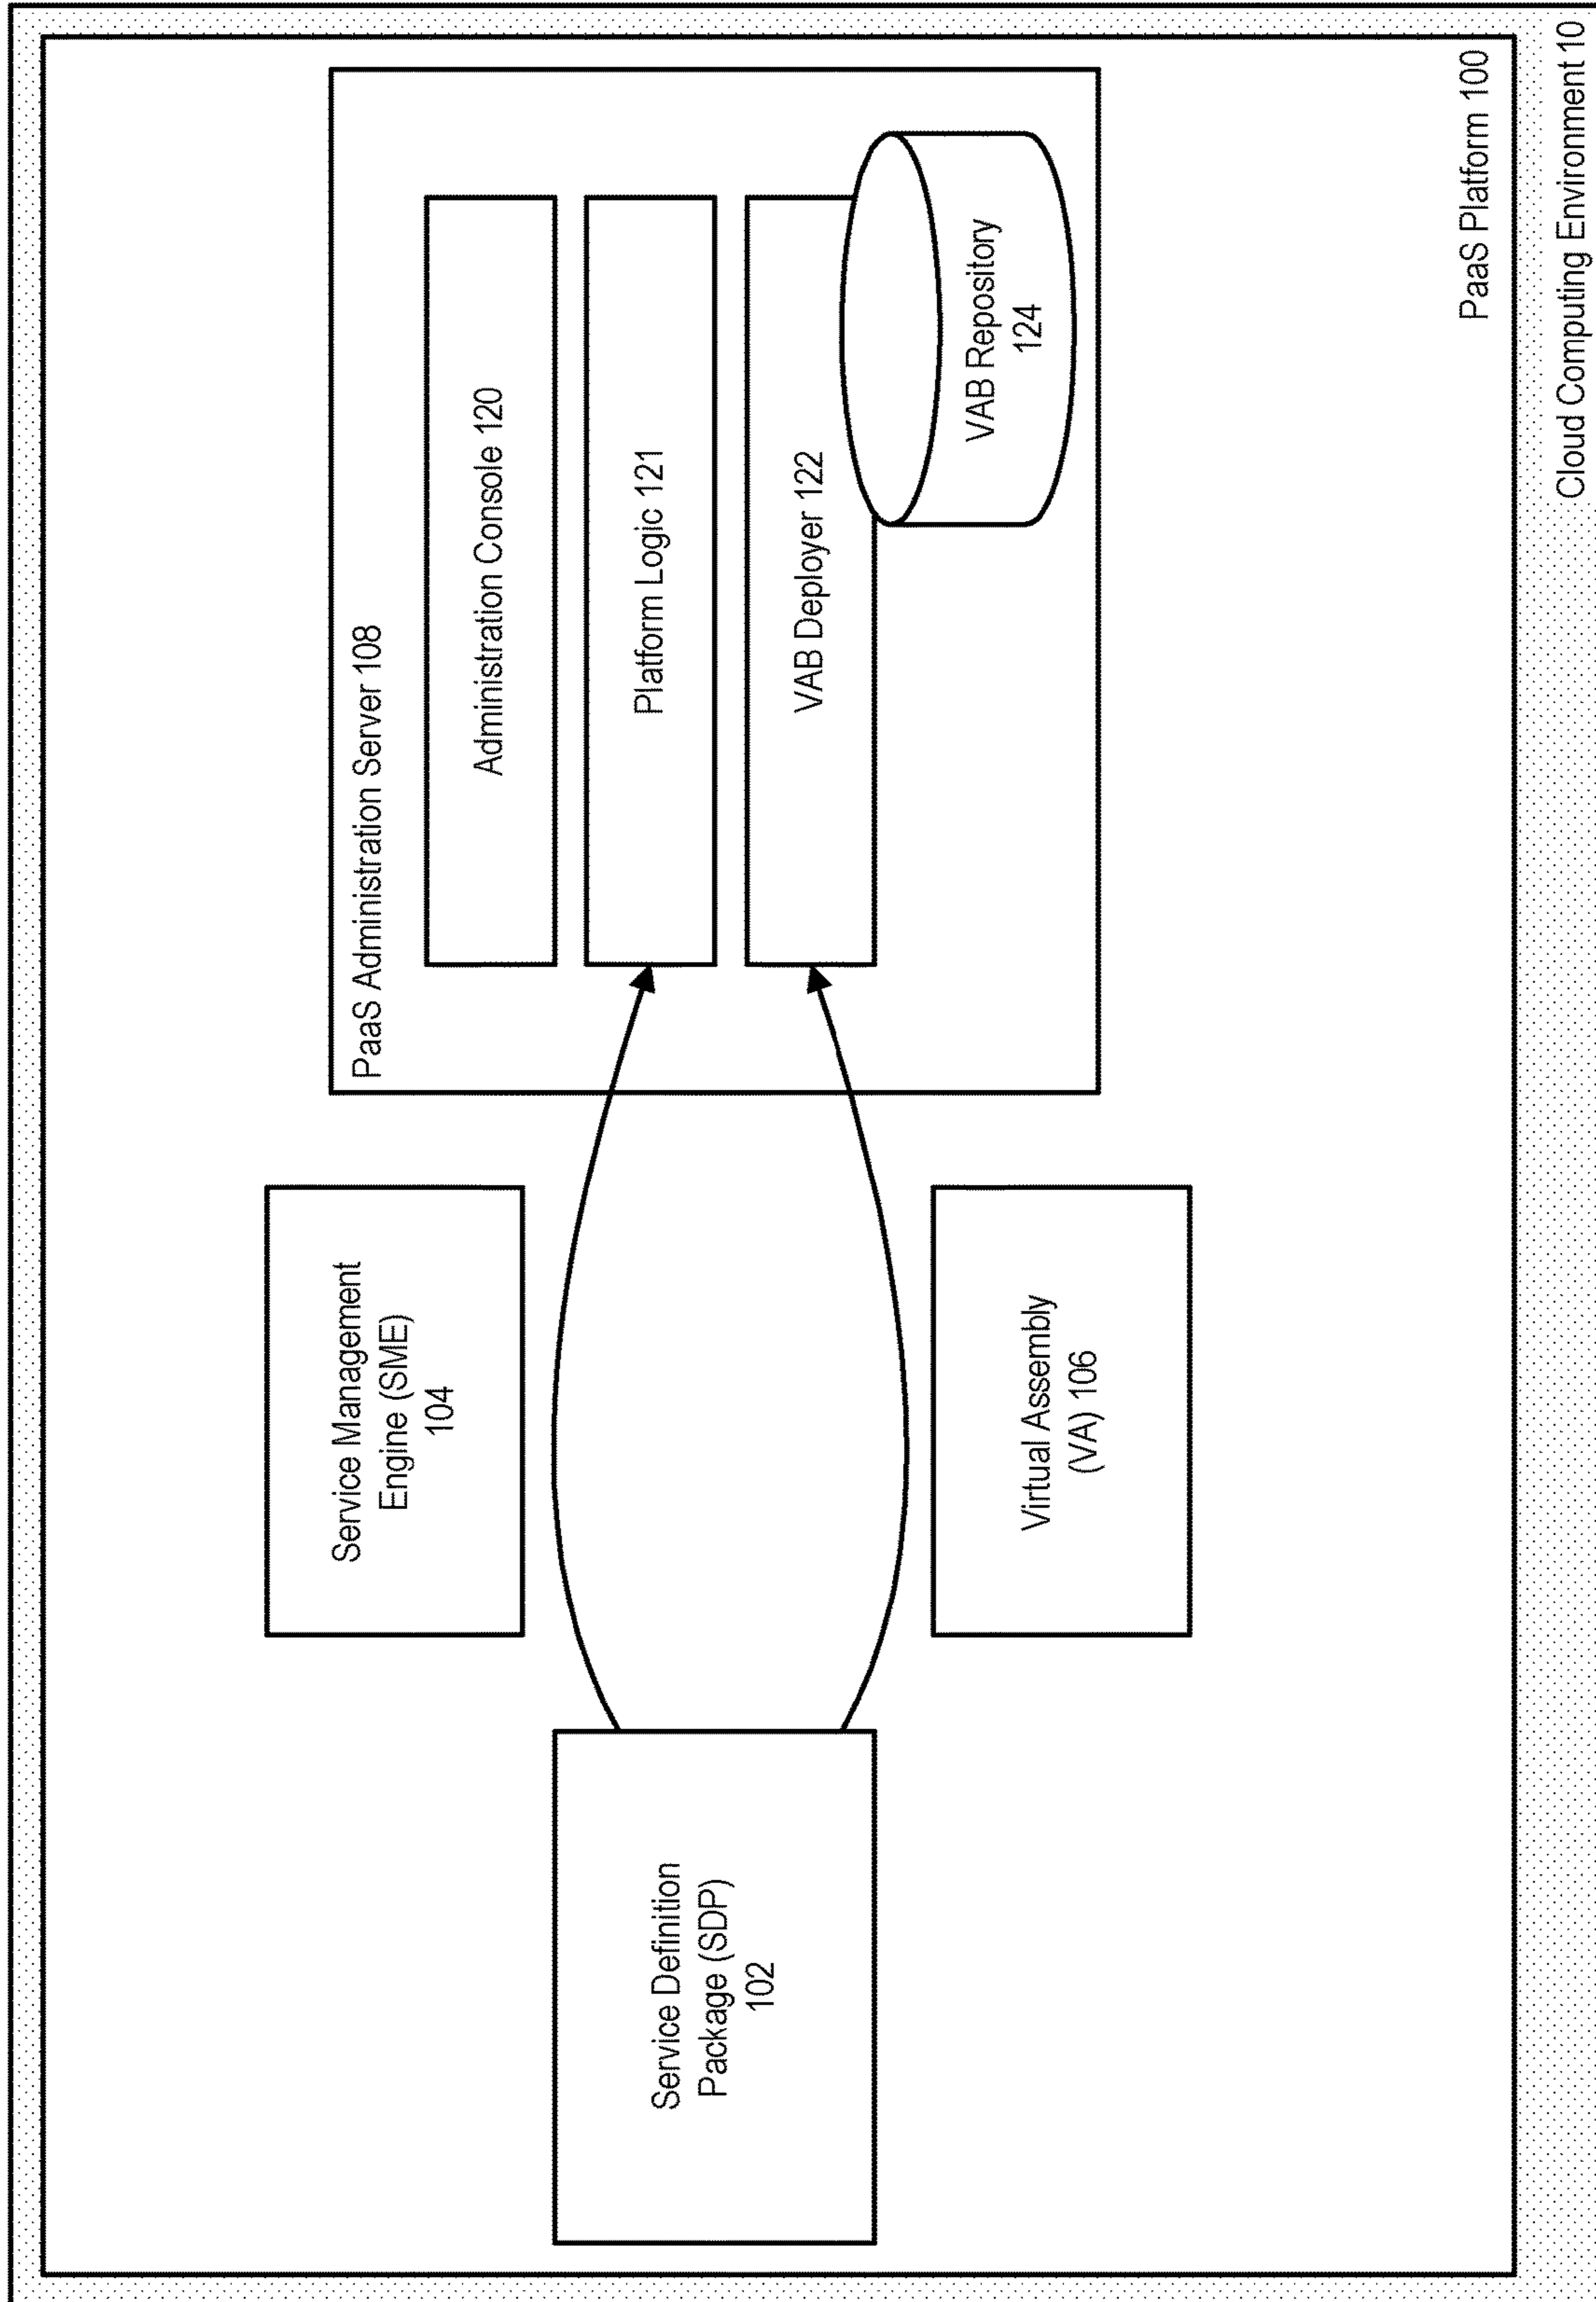 PaaS Administration Server 108
Administration Console 120
Platform Logic 121
VAB Deployer 122
VAB Repository
124
Service Management
Engine (SME)
104
Service Definition
Package (SDP)
102
Virtual Assembly
(VA) 106
PaaS Platform 100
Cloud Computing Environment 10